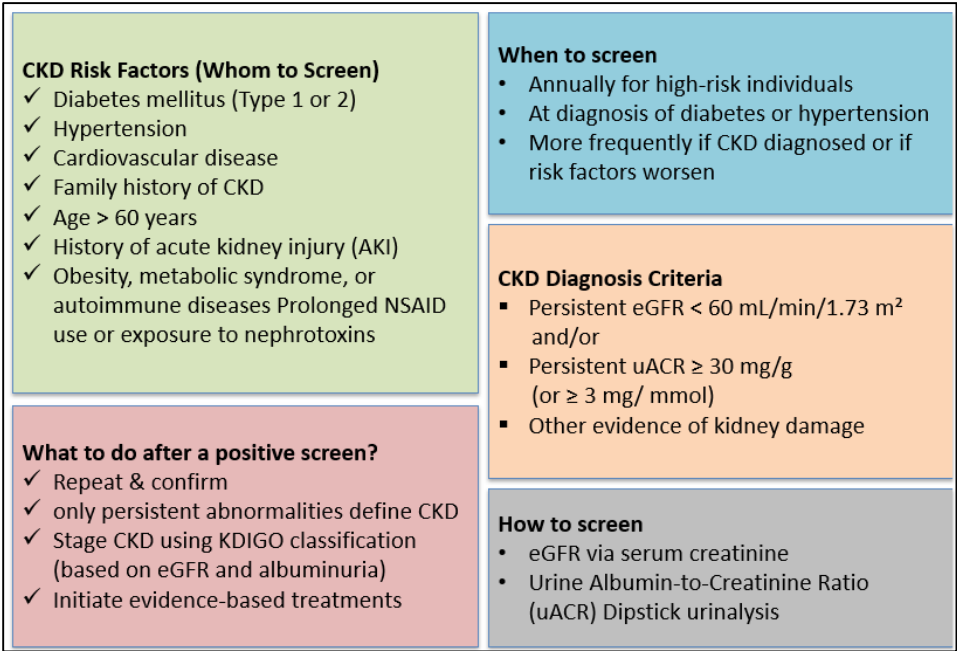 CKD Risk Factors (Whom to Screen)
✓ Diabetes mellitus (Type 1 or 2)
✓ Hypertension
✓ Cardiovascular disease
✓ Family history of CKD
✓ Age > 60 years
✓ History of acute kidney injury (AKI)
✓ Obesity, metabolic syndrome, or
autoimmune diseases Prolonged NSAID
use or exposure to nephrotoxins
What to do after a positive screen?
✓ Repeat & confirm
✓ only persistent abnormalities define CKD
✓ Stage CKD using KDIGO classification
(based on eGFR and albuminuria)
✓ Initiate evidence-based treatments
When to screen
• Annually for high-risk individuals
• At diagnosis of diabetes or hypertension
• More frequently if CKD diagnosed or if
risk factors worsen
CKD Diagnosis Criteria
▪ Persistent eGFR < 60 mL/min/1.73 m²
and/or
▪ Persistent uACR ≥ 30 mg/g
(or ≥ 3 mg/ mmol)
▪ Other evidence of kidney damage
How to screen
• eGFR via serum creatinine
• Urine Albumin-to-Creatinine Ratio
(uACR) Dipstick urinalysis